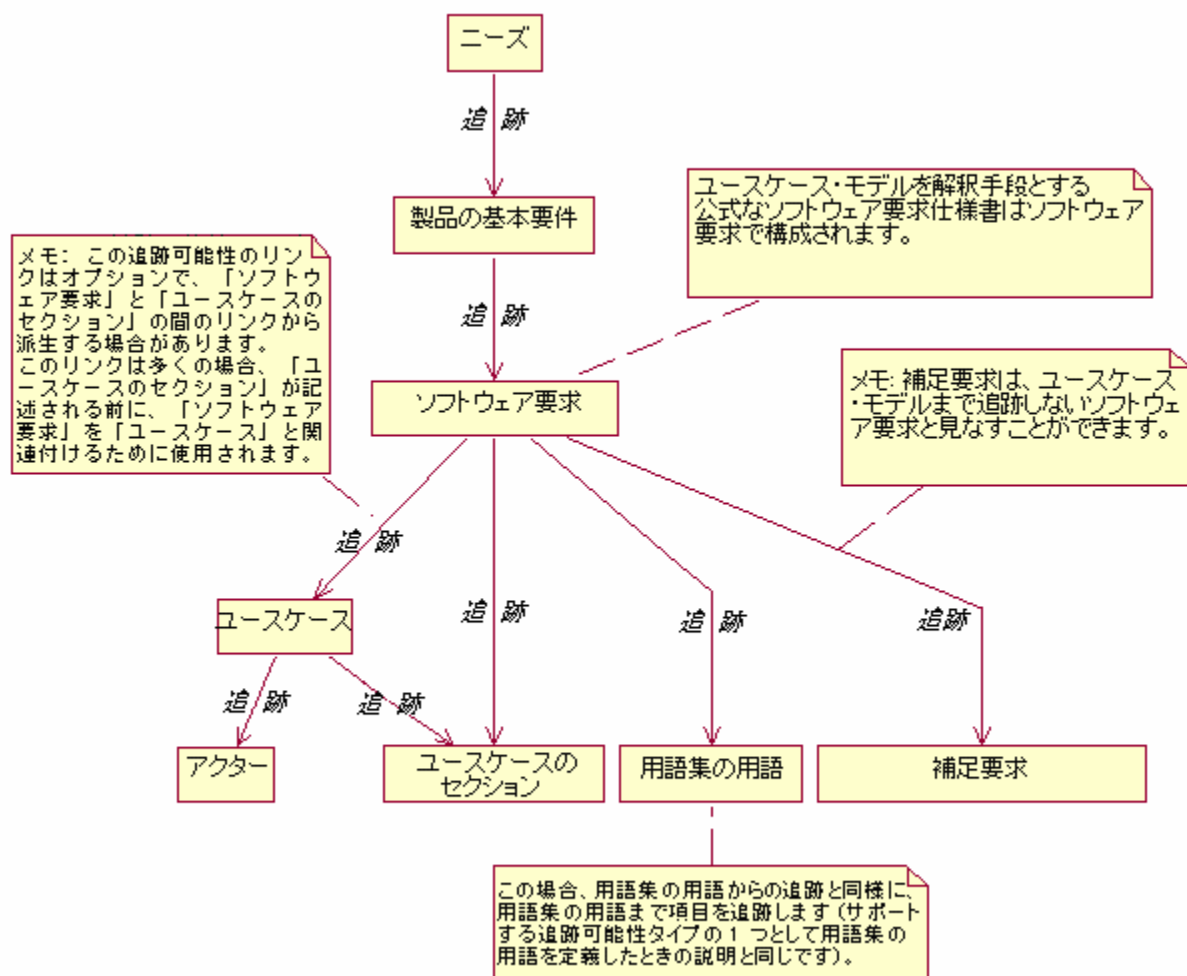 ニーズ
追 跡
製品の基本要件
ユースケース・モデルを解釈手段とする
公式なソフトウェア要求仕様書はソフトウェア
要求で構成されます。
メモ: この追跡可能性のリン
クはオプションで、「ソフトウ
ェア要求」と「ユースケースの
セクション」の間のリンクから
派生する場合があります。
このリンクは多くの場合、「ユ
ースケースのセクション」が記
述される前に、「ソフトウェア
要求」を「ユースケース」と関
連付けるために使用されます。
追 跡
ソフトウェア要求
メモ: 補足要求は、ユースケース
・モデルまで追跡しないソフトウェ
ア要求と見なすことができます。
追 跡
ユースケース
追 跡
追 跡
追跡
追 跡
追 跡
アクター
ユースケースの
セクション
用語集の用語
補足要求
この場合、用語集の用語からの追跡と同様に、
用語集の用語まで項目を追跡します (サポート
する追跡可能性タイプの 1 つとして用語集の
用語を定義したときの説明と同じです)。